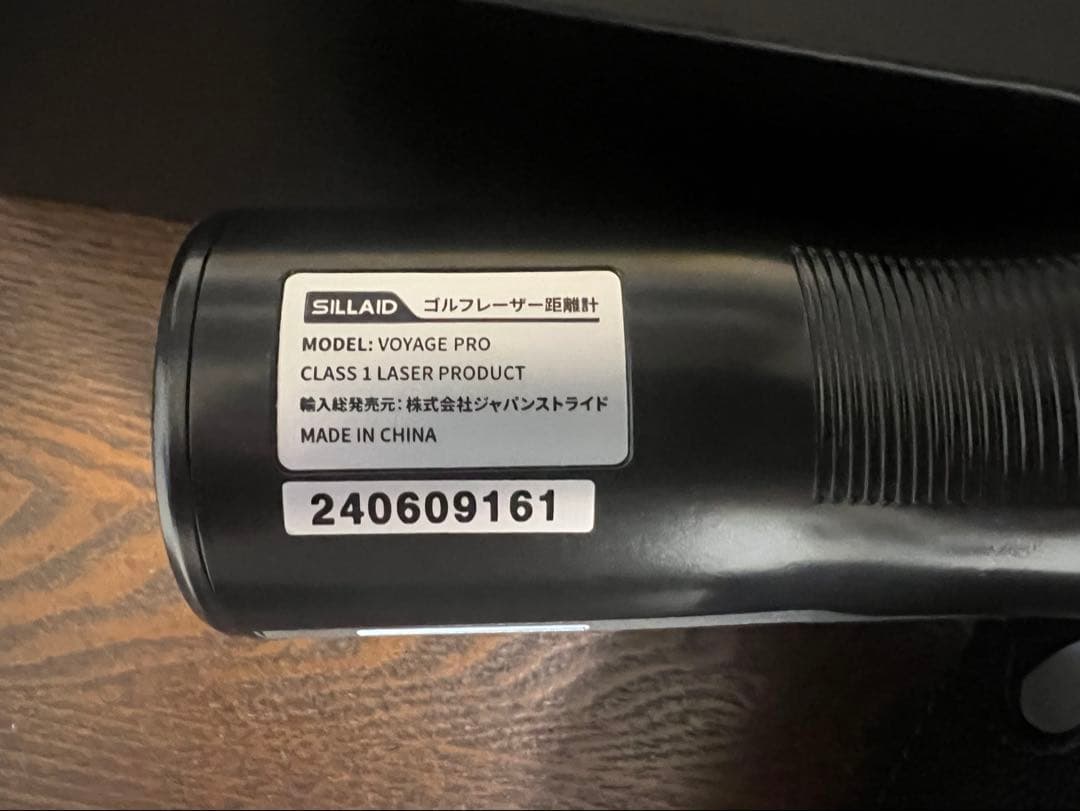 SILLAID ゴルフレーザー距離計
MODEL: VOYAGE PRO
CLASS 1 LASER PRODUCT
輸入総発売元：株式会社ジャパンストライド
MADE IN CHINA
240609161